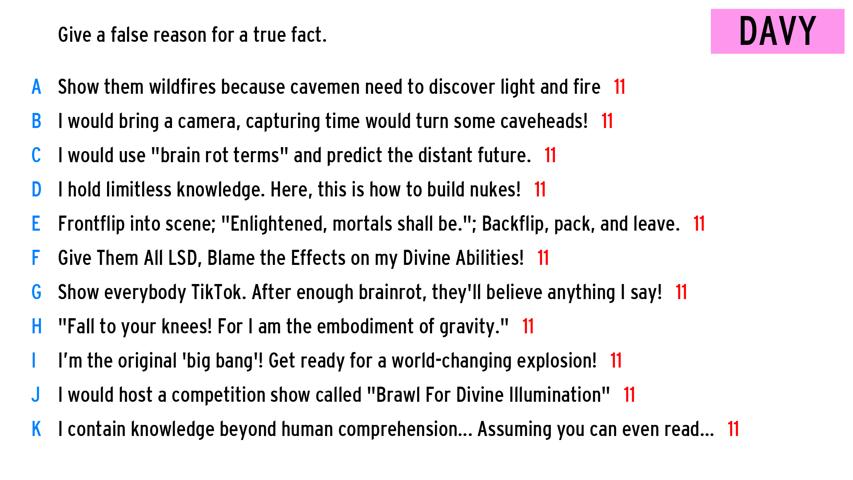 Give a false reason for a true fact.
DAVY
A Show them wildfires because cavemen need to discover light and fire 11
B I would bring a camera, capturing time would turn some caveheads! 11
C I would use "brain rot terms" and predict the distant future. 11
D I hold limitless knowledge. Here, this is how to build nukes! 11
E Frontflip into scene; "Enlightened, mortals shall be."; Backflip, pack, and leave. 11
F Give Them All LSD, Blame the Effects on my Divine Abilities! 11
G Show everybody TikTok. After enough brainrot, they'll believe anything I say! 11
H "Fall to your knees! For I am the embodiment of gravity." 11
I I'm the original 'big bang'! Get ready for a world-changing explosion! 11
J I would host a competition show called "Brawl For Divine Illumination" 11
K I contain knowledge beyond human comprehension... Assuming you can even read... 11